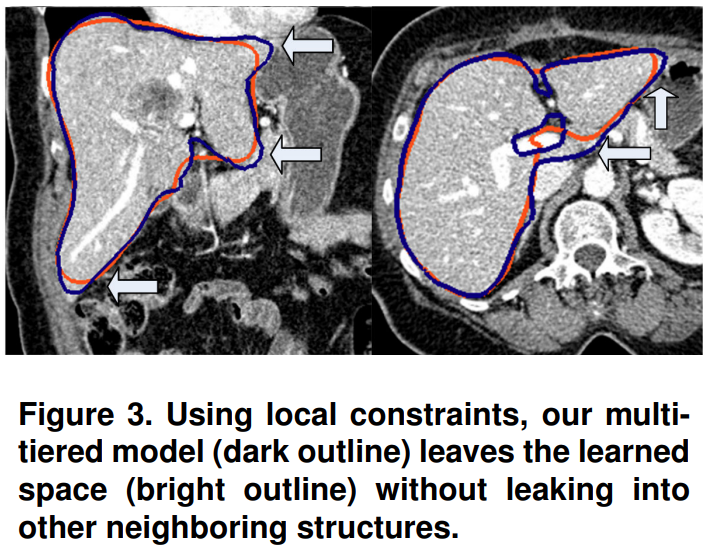 Figure 3. Using local constraints, our multi-
tiered model (dark outline) leaves the learned
space (bright outline) without leaking into
other neighboring structures.